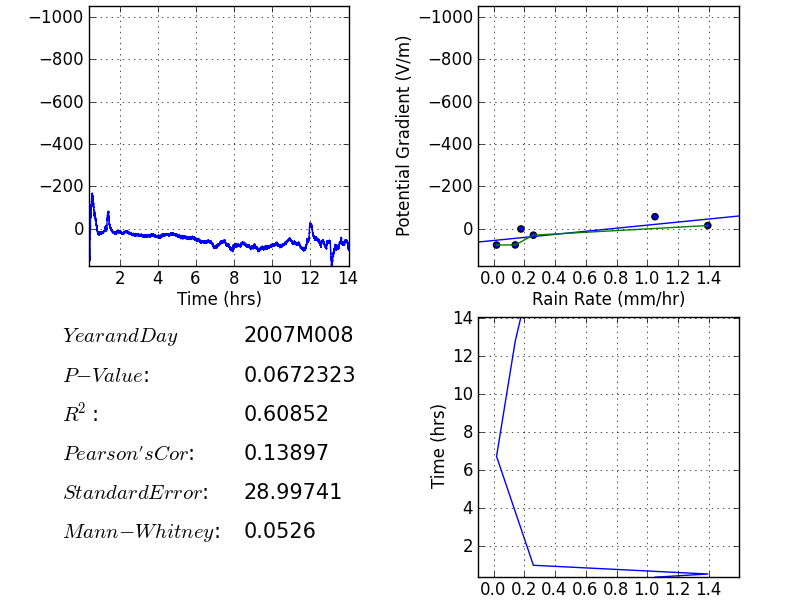 −1000
−800
−600
−400
−200
0
2 4 6 8 10 12 14
Time (hrs)
Potential Gradient (V/m)
−1000
−800
−600
−400
−200
0
0.0 0.2 0.4 0.6 0.8 1.0 1.2 1.4
Rain Rate (mm/hr)
YearandDay 2007M008
P−Value: 0.0672323
R²: 0.60852
Pearson'sCor: 0.13897
StandardError: 28.99741
Mann−Whitney: 0.0526
Time (hrs)
14
12
10
8
6
4
2
0.0 0.2 0.4 0.6 0.8 1.0 1.2 1.4